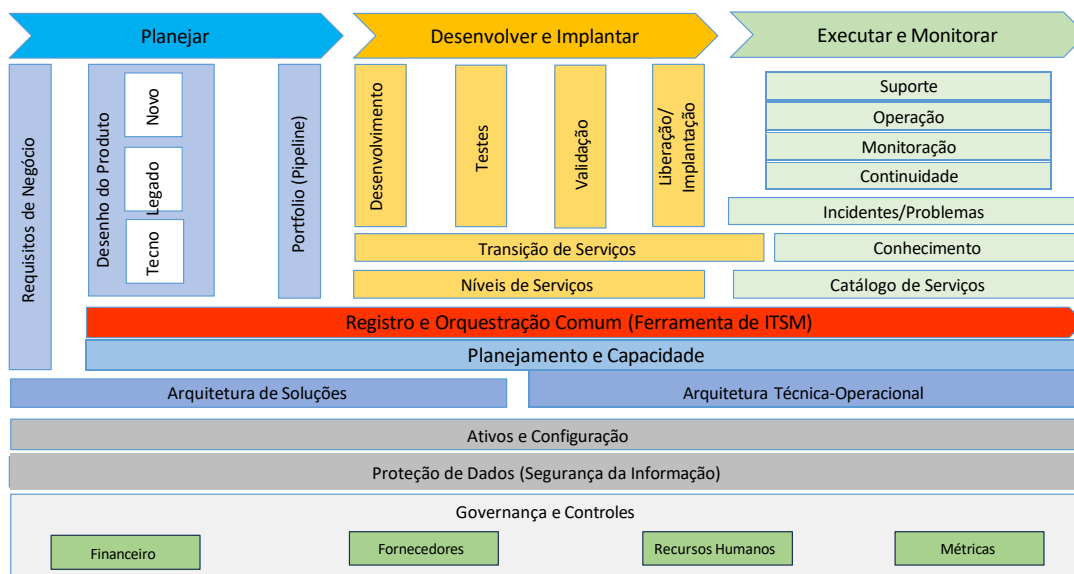 Planejar
Desenvolver e Implantar
Executar e Monitorar
Requisitos de Negócio
Desenho do Produto
Novo
Legado
Tecno
Portfolio (Pipeline)
Desenvolvimento
Testes
Validação
Liberação/
Implantação
Suporte
Operação
Monitoração
Continuidade
Incidentes/Problemas
Transição de Serviços
Conhecimento
Níveis de Serviços
Catálogo de Serviços
Registro e Orquestração Comum (Ferramenta de ITSM)
Planejamento e Capacidade
Arquitetura de Soluções
Arquitetura Técnica-Operacional
Ativos e Configuração
Proteção de Dados (Segurança da Informação)
Governança e Controles
Financeiro
Fornecedores
Recursos Humanos
Métricas